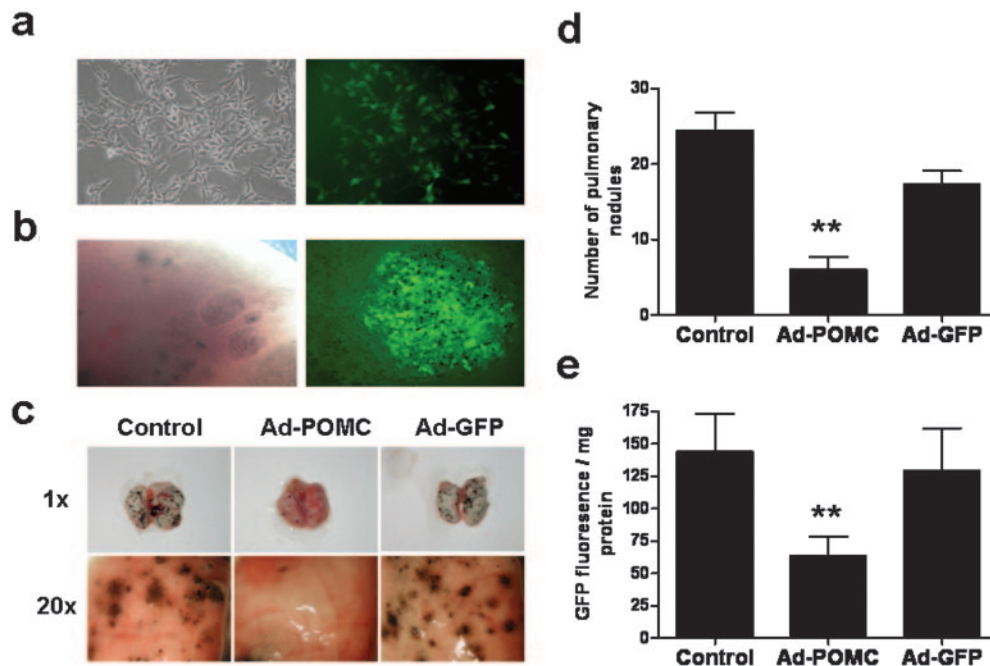 a
b
c
Control Ad-POMC Ad-GFP
1x
20x
d
Number of pulmonary
nodules
30
20
10
0
**
Control Ad-POMC Ad-GFP
e
GFP fluoresence / mg
protein
175
150
125
100
75
50
25
0
**
Control Ad-POMC Ad-GFP